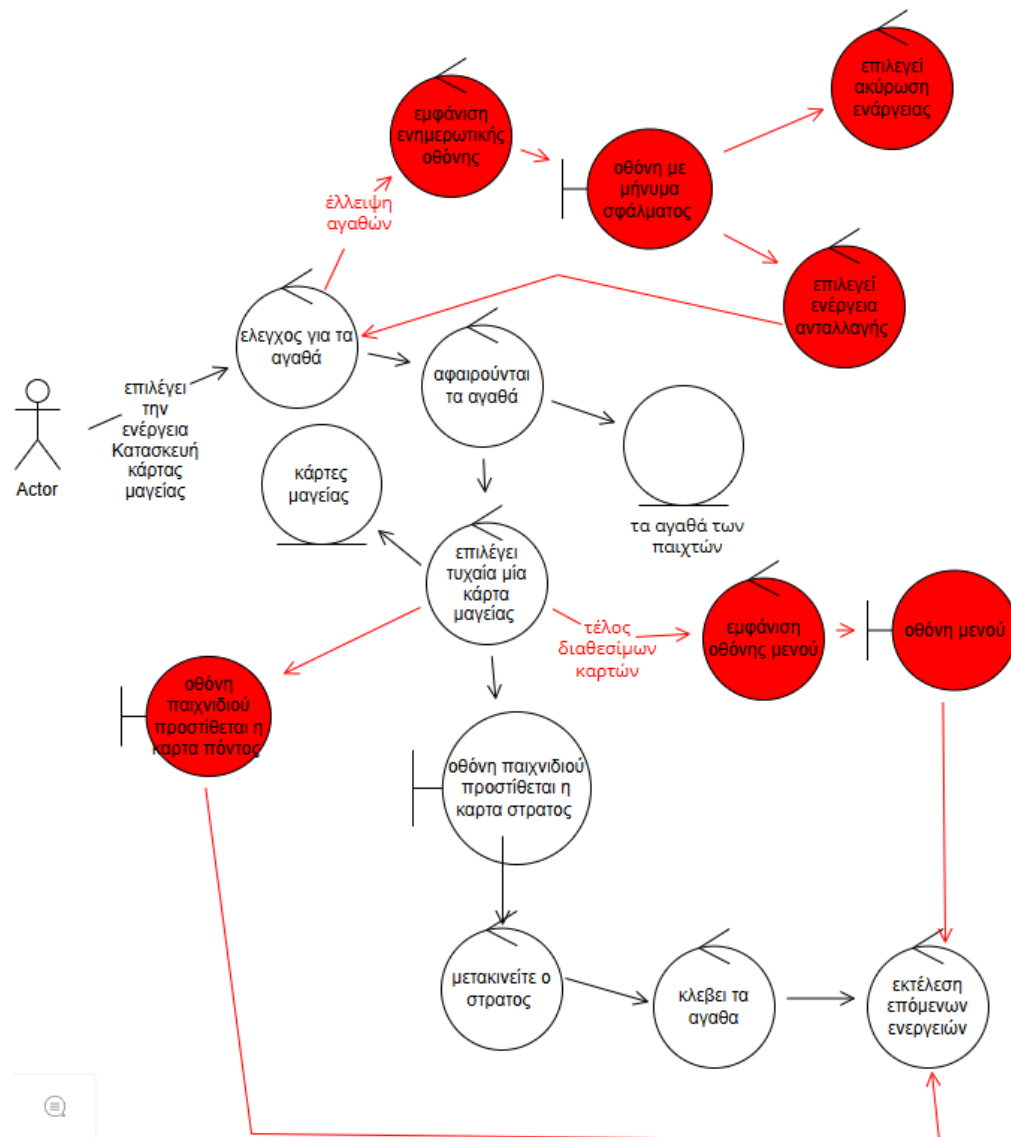 επιλεγεί
ακύρωση
ενάργειας
εμφάνιση
ενημερωτικής
οθόνης
οθόνη με
μήνυμα
σφάλματος
έλλειψη
αγαθών
επιλεγεί
ενέργεια
ανταλλαγής
ελεγχος για τα
αγαθά
αφαιρούνται
τα αγαθά
επιλέγει
την
ενέργεια
Κατασκευή
κάρτας
μαγείας
Actor
κάρτες
μαγείας
τα αγαθά των
παιχτών
επιλέγει
τυχαία μία
κάρτα
μαγείας
τέλος
διαθεσίμων
καρτών
εμφάνιση
οθόνης μενού
οθόνη μενού
οθόνη
παιχνιδιού
προστίθεται η
καρτα πόντος
οθόνη παιχνιδιού
προστίθεται η
καρτα στρατος
μετακινείτε ο
στρατος
κλεβει τα
αγαθα
εκτέλεση
επόμενων
ενεργειών